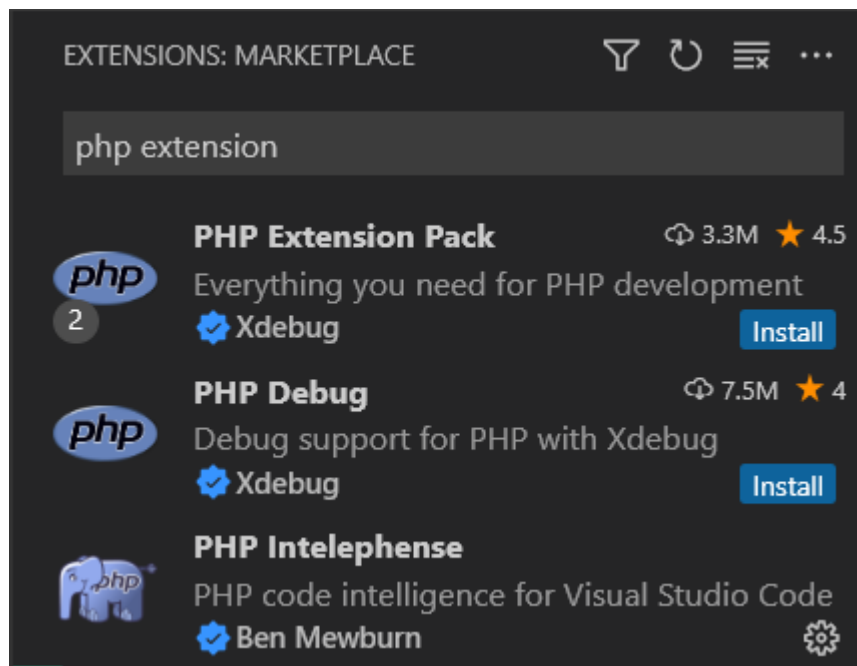 EXTENSIONS: MARKETPLACE
php extension
PHP Extension Pack 3.3M 4.5
php
Everything you need for PHP development
2
Xdebug
Install
PHP Debug 7.5M 4
php
Debug support for PHP with Xdebug
Xdebug
Install
PHP Intelephense
php
PHP code intelligence for Visual Studio Code
Ben Mewburn